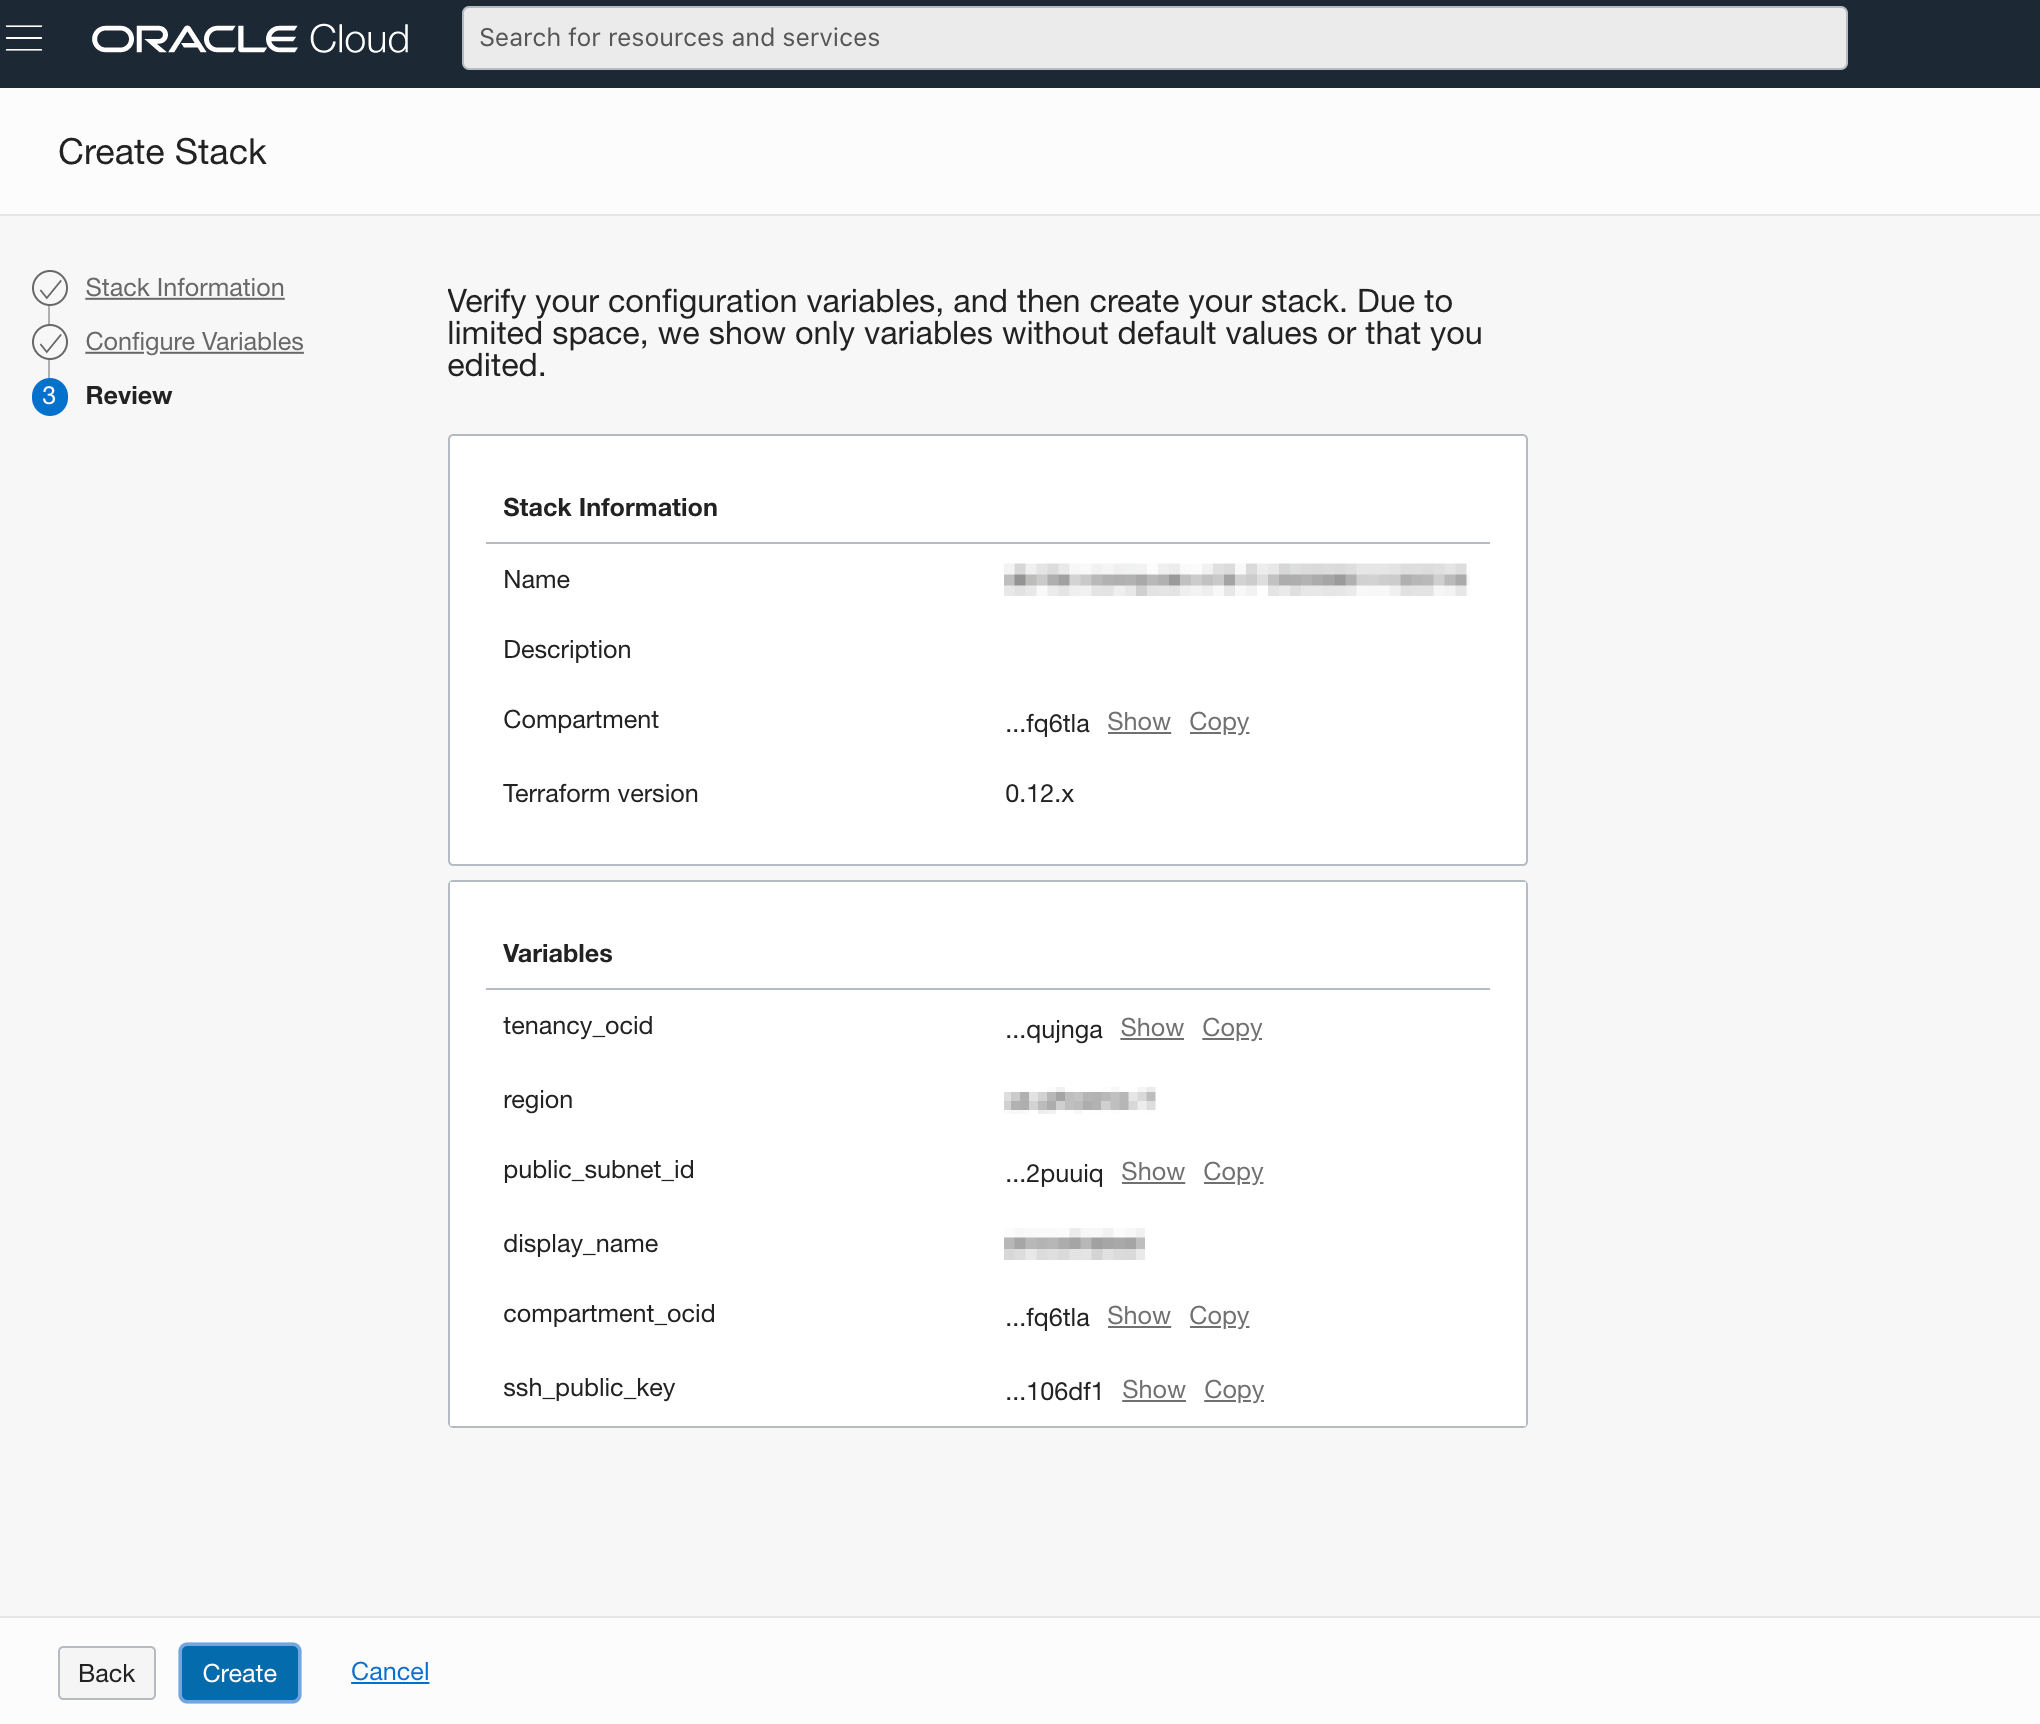 ORACLE Cloud
Search for resources and services
Create Stack
Stack Information
Configure Variables
3 Review
Verify your configuration variables, and then create your stack. Due to
limited space, we show only variables without default values or that you
edited.
Stack Information
Name
Description
Compartment ...fq6tla Show Copy
Terraform version 0.12.x
Variables
tenancy_ocid ...qujnga Show Copy
region
public_subnet_id ...2puuiq Show Copy
display_name
compartment_ocid ...fq6tla Show Copy
ssh_public_key ...106df1 Show Copy
Back Create Cancel